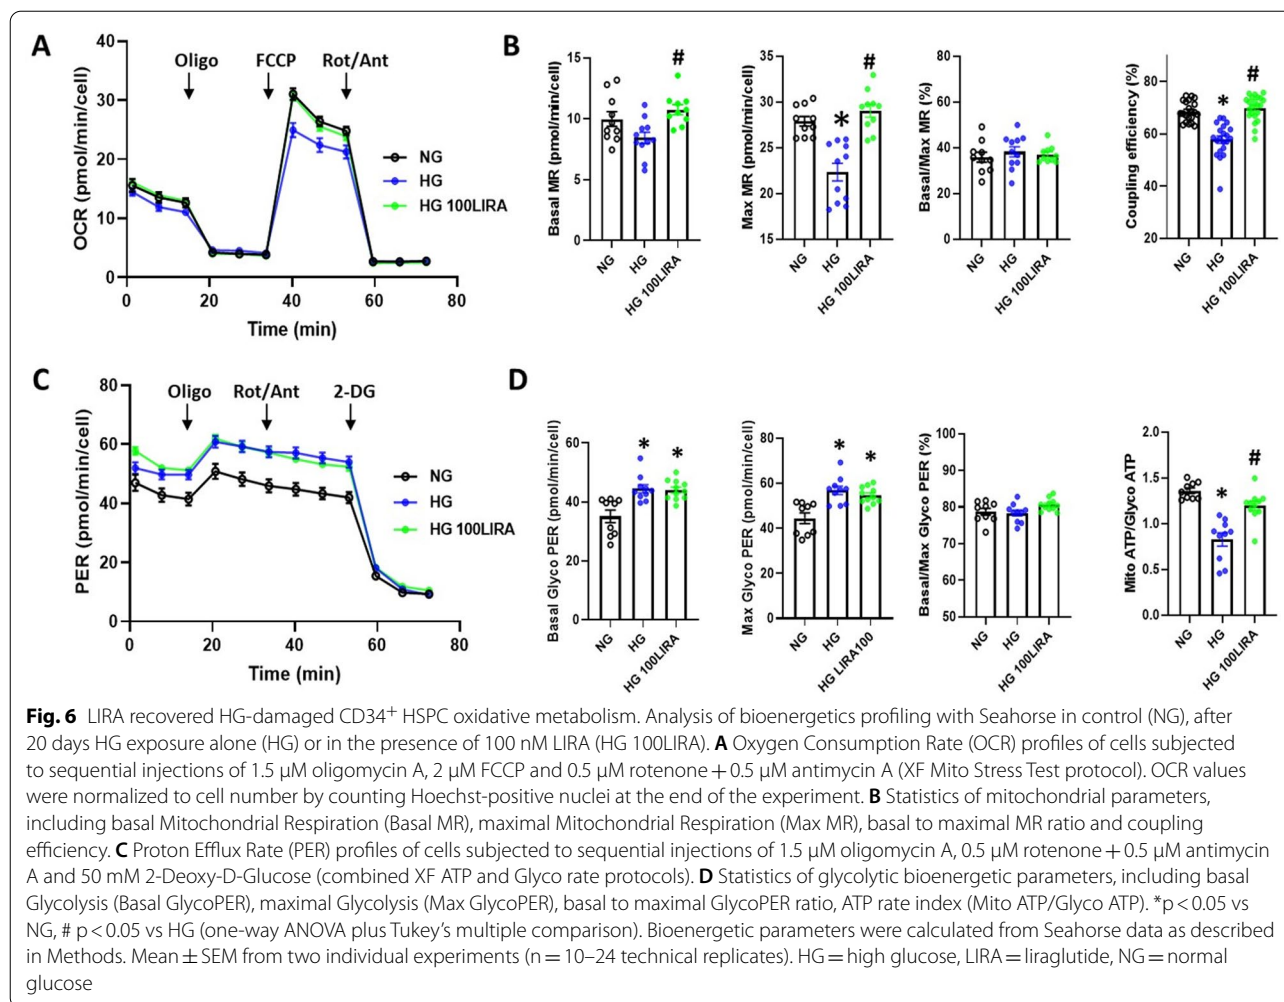 A
B
40
30
20
10
0
OCR (pmol/min/cell)
Oligo
FCCP
Rot/Ant
NG
HG
HG 100LIRA
0
20
40
60
80
Time (min)
15
10
5
0
Basal MR (pmol/min/cell)
#
NG
HG
HG 100LIRA
35
30
25
20
15
Max MR (pmol/min/cell)
*
#
NG
HG
HG 100LIRA
80
60
40
20
0
Basal/Max MR (%)
NG
HG
HG 100LIRA
80
60
40
20
Coupling efficiency (%)
*
#
NG
HG
HG 100LIRA
C
D
80
60
40
20
0
PER (pmol/min/cell)
Oligo
Rot/Ant
2-DG
NG
HG
HG 100LIRA
0
20
40
60
80
Time (min)
60
40
20
0
Basal Glyco PER (pmol/min/cell)
*
*
NG
HG
HG 100LIRA
80
60
40
20
0
Max Glyco PER (pmol/min/cell)
*
*
NG
HG
HG LIRA100
100
90
80
70
60
50
Basal/Max Glyco PER (%)
NG
HG
HG 100LIRA
2.0
1.5
1.0
0.5
0.0
Mito ATP/Glyco ATP
*
#
NG
HG
HG 100LIRA
Fig. 6 LIRA recovered HG-damaged CD34⁺ HSPC oxidative metabolism. Analysis of bioenergetics profiling with Seahorse in control (NG), after
20 days HG exposure alone (HG) or in the presence of 100 nM LIRA (HG 100LIRA). A Oxygen Consumption Rate (OCR) profiles of cells subjected
to sequential injections of 1.5 µM oligomycin A, 2 µM FCCP and 0.5 µM rotenone + 0.5 µM antimycin A (XF Mito Stress Test protocol). OCR values
were normalized to cell number by counting Hoechst-positive nuclei at the end of the experiment. B Statistics of mitochondrial parameters,
including basal Mitochondrial Respiration (Basal MR), maximal Mitochondrial Respiration (Max MR), basal to maximal MR ratio and coupling
efficiency. C Proton Efflux Rate (PER) profiles of cells subjected to sequential injections of 1.5 µM oligomycin A, 0.5 µM rotenone + 0.5 µM antimycin
A and 50 mM 2-Deoxy-D-Glucose (combined XF ATP and Glyco rate protocols). D Statistics of glycolytic bioenergetic parameters, including basal
Glycolysis (Basal GlycoPER), maximal Glycolysis (Max GlycoPER), basal to maximal GlycoPER ratio, ATP rate index (Mito ATP/Glyco ATP). *p < 0.05 vs
NG, # p < 0.05 vs HG (one-way ANOVA plus Tukey's multiple comparison). Bioenergetic parameters were calculated from Seahorse data as described
in Methods. Mean ± SEM from two individual experiments (n = 10–24 technical replicates). HG = high glucose, LIRA = liraglutide, NG = normal
glucose